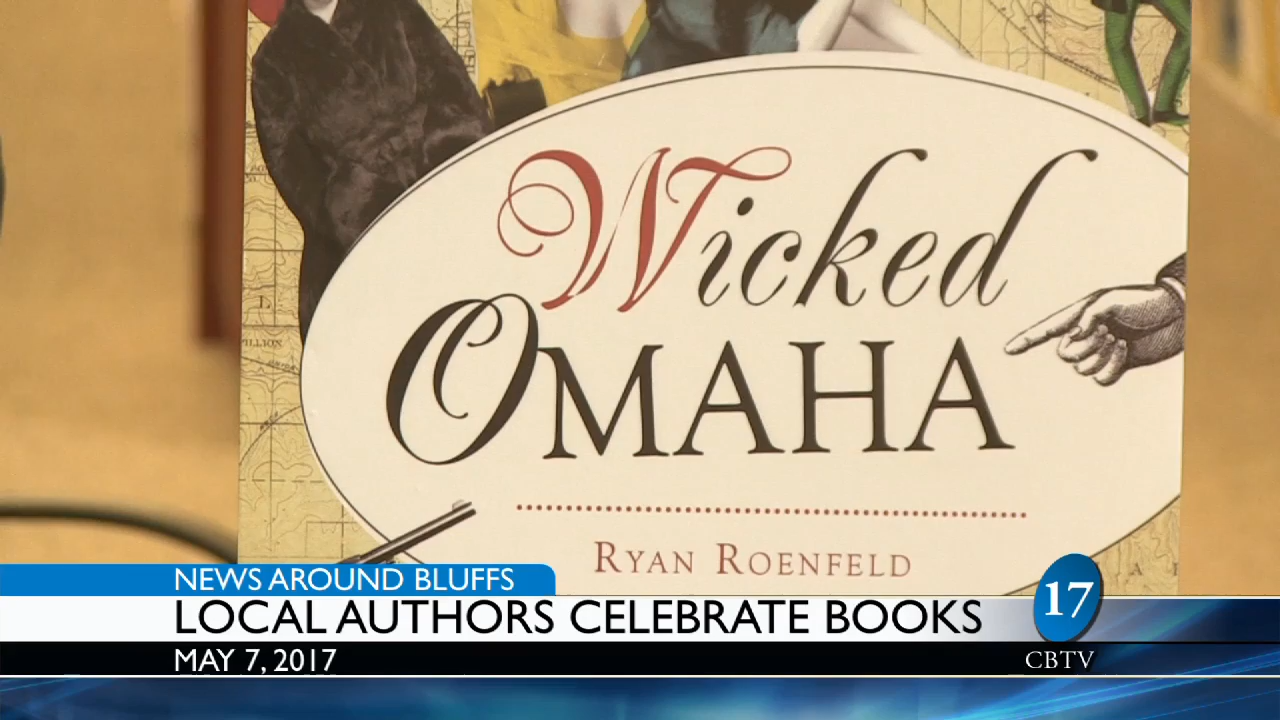 Wicked
OMAHA
RYAN ROENFELD
NEWS AROUND BLUFFS
LOCAL AUTHORS CELEBRATE BOOKS
MAY 7, 2017
17
CBTV